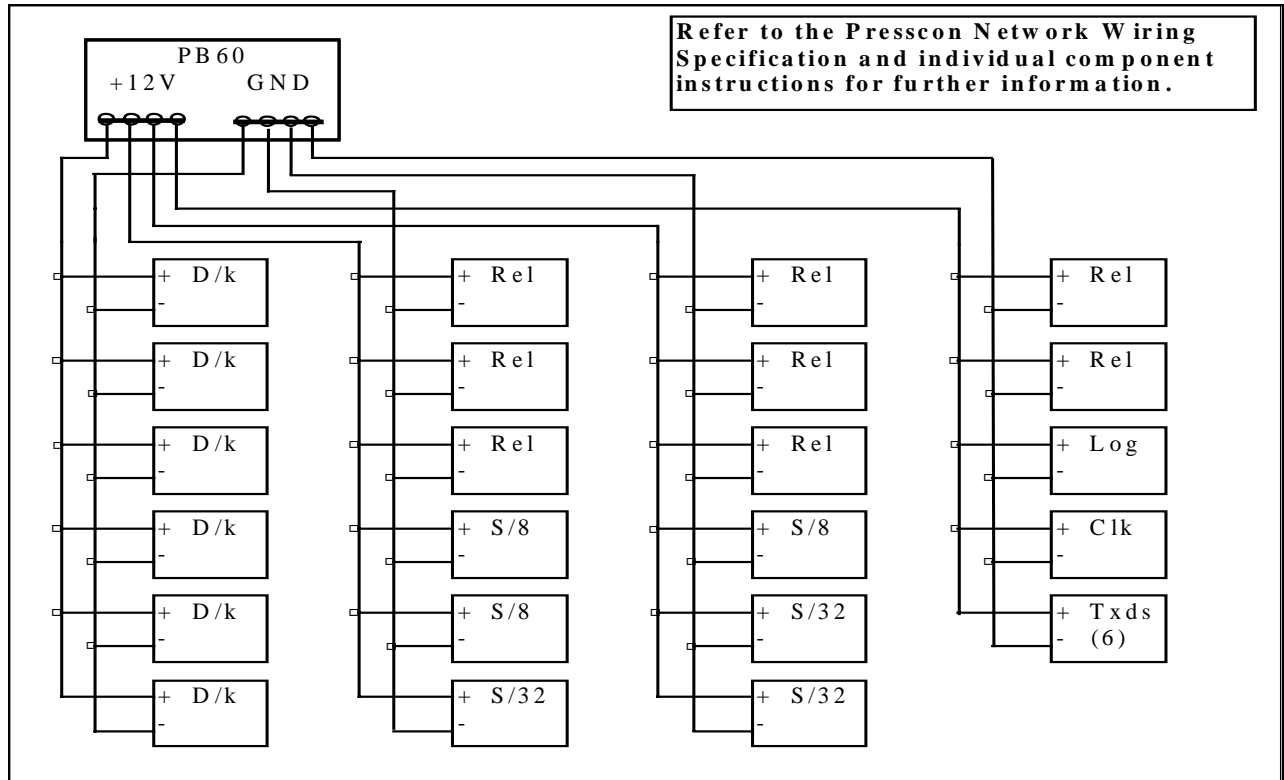 Refer to the Presscon Network Wiring
Specification and individual component
instructions for further information.
PB60
+12V GND
+ D/k + Rel + Rel + Rel
- - - -
+ D/k + Rel + Rel + Rel
- - - -
+ D/k + Rel + Rel + Log
- - - -
+ D/k + S/8 + S/8 + Clk
- - - -
+ D/k + S/8 + S/32 + Txds
- - - - (6)
+ D/k + S/32 + S/32
- - -